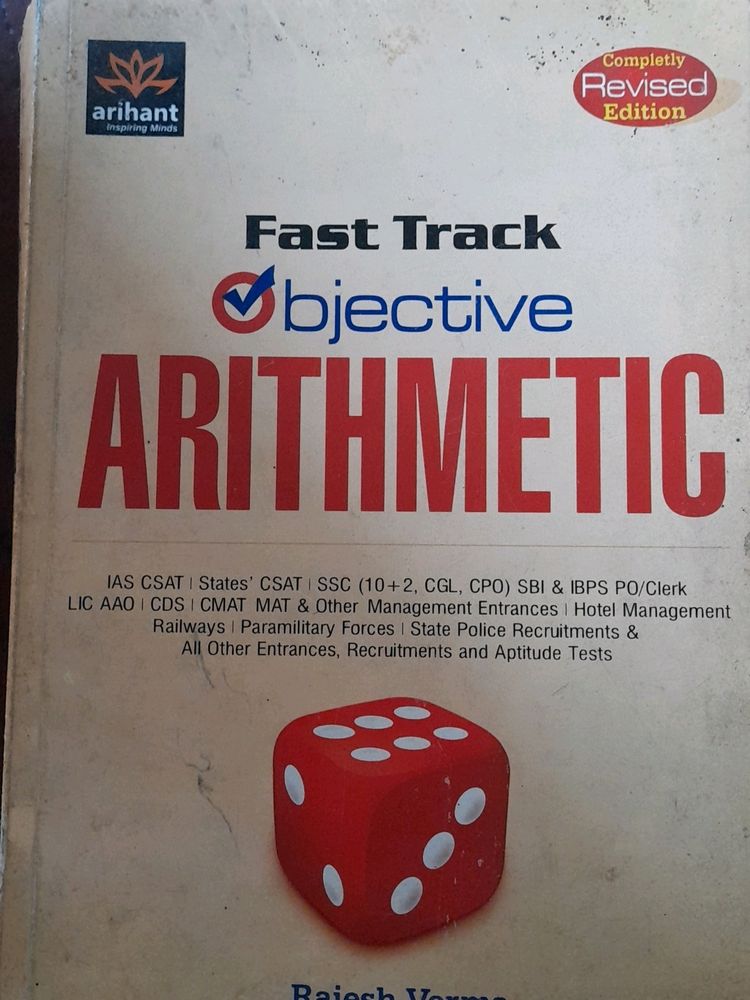 arihant
Inspiring Minds
Completly
Revised
Edition
Fast Track
Objective
ARITHMETIC
IAS CSAT | States' CSAT | SSC (10+2, CGL, CPO) SBI & IBPS PO/Clerk
LIC AAO | CDS | CMAT MAT & Other Management Entrances | Hotel Management
Railways | Paramilitary Forces | State Police Recruitments &
All Other Entrances, Recruitments and Aptitude Tests
Rajesh Verma